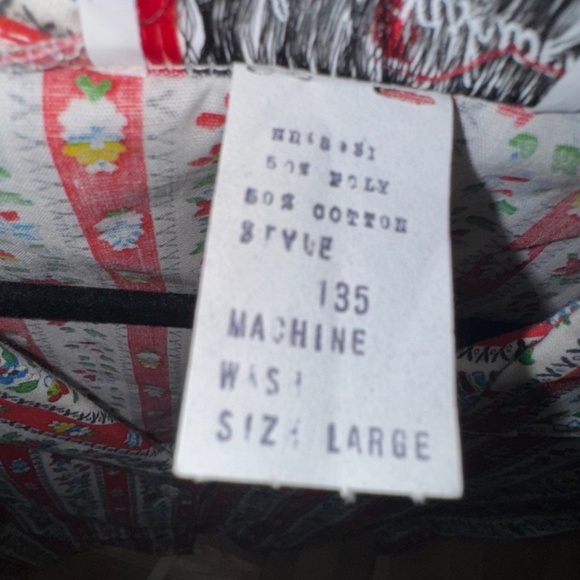 50% POLY
50% COTTON
STYLE
135
MACHINE
WASH
SIZE LARGE